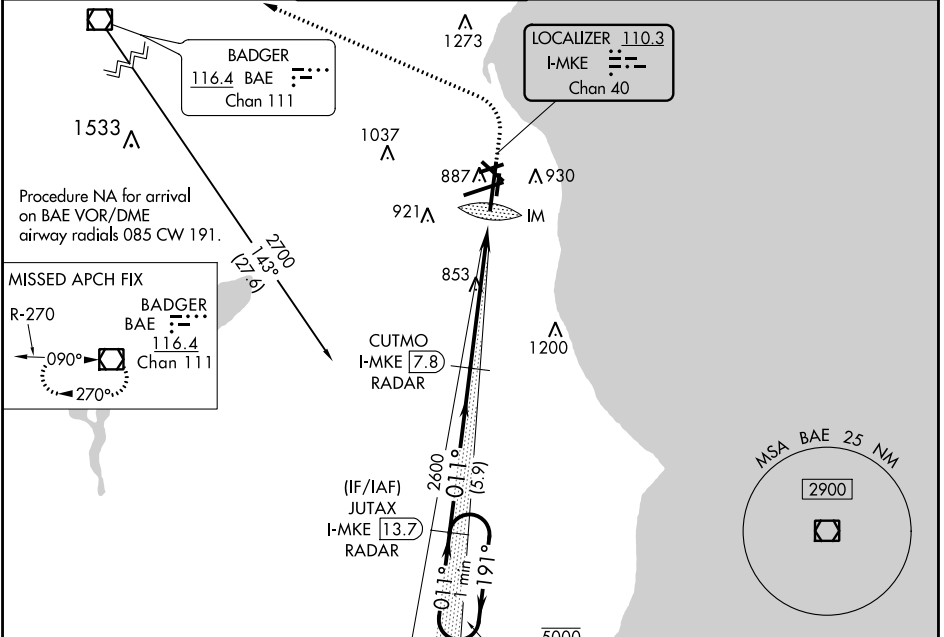 1273
LOCALIZER 110.3
I-MKE
Chan 40
BADGER
116.4 BAE
Chan 111
1533
1037
887
930
Procedure NA for arrival
on BAE VOR/DME
airway radials 085 CW 191.
921
IM
2700
143°
(27.6)
853
MISSED APCH FIX
R-270
BADGER
BAE
116.4
Chan 111
090°
270°
1200
CUTMO
I-MKE 7.8
RADAR
2600
011°
(5.9)
MSA BAE 25 NM
2900
(IF/IAF)
JUTAX
I-MKE 13.7
RADAR
011°
1 min
191°
5000